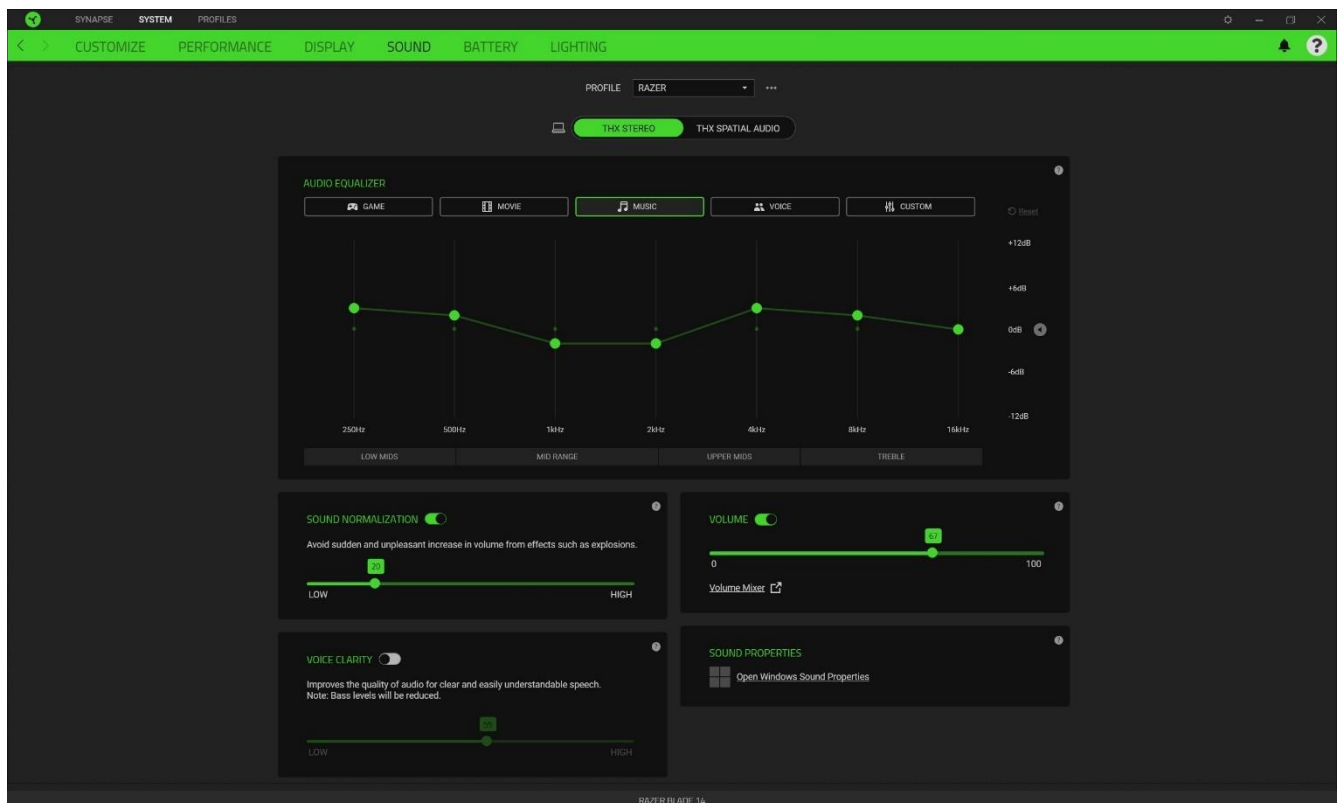 SYNAPSE SYSTEM PROFILES
CUSTOMIZE PERFORMANCE DISPLAY SOUND BATTERY LIGHTING ?
PROFILE RAZER
THX STEREO THX SPATIAL AUDIO
AUDIO EQUALIZER
GAME MOVIE MUSIC VOICE CUSTOM
Reset
+12dB
+6dB
0dB
-6dB
-12dB
250Hz 500Hz 1kHz 2kHz 4kHz 8kHz 16kHz
LOW MIDS MID RANGE UPPER MIDS TREBLE
SOUND NORMALIZATION
Avoid sudden and unpleasant increase in volume from effects such as explosions.
20
LOW HIGH
VOLUME
67
0 100
Volume Mixer
VOICE CLARITY
Improves the quality of audio for clear and easily understandable speech.
Note: Bass levels will be reduced.
LOW HIGH
SOUND PROPERTIES
Open Windows Sound Properties
RAZER BLADE 14